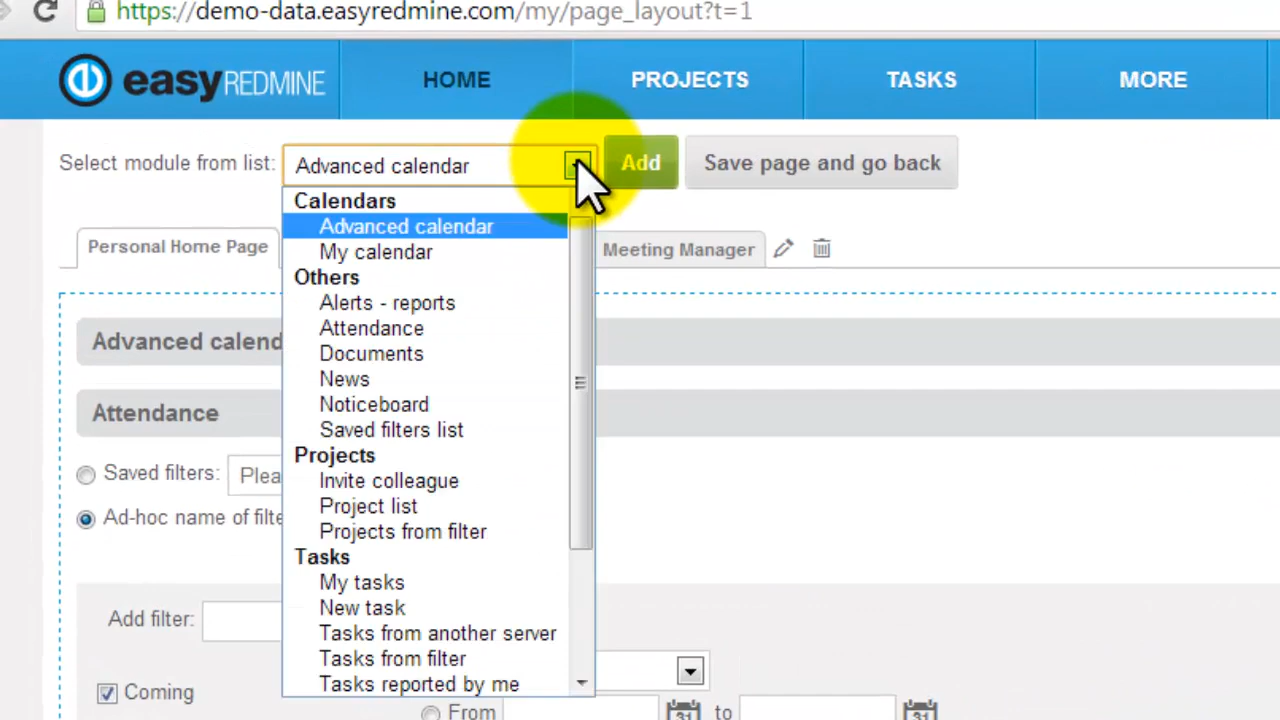 https://demo-data.easyredmine.com/my/page_layout?t=1
easyREDMINE HOME PROJECTS TASKS MORE
Select module from list: Advanced calendar Add Save page and go back
Calendars
Advanced calendar
My calendar
Others
Alerts - reports
Attendance
Documents
News
Noticeboard
Saved filters list
Projects
Invite colleague
Project list
Projects from filter
Tasks
My tasks
New task
Tasks from another server
Tasks from filter
Tasks reported by me
Personal Home Page Meeting Manager
Advanced calend
Attendance
Saved filters: Plea
Ad-hoc name of filte
Add filter:
Coming
From to
31 31